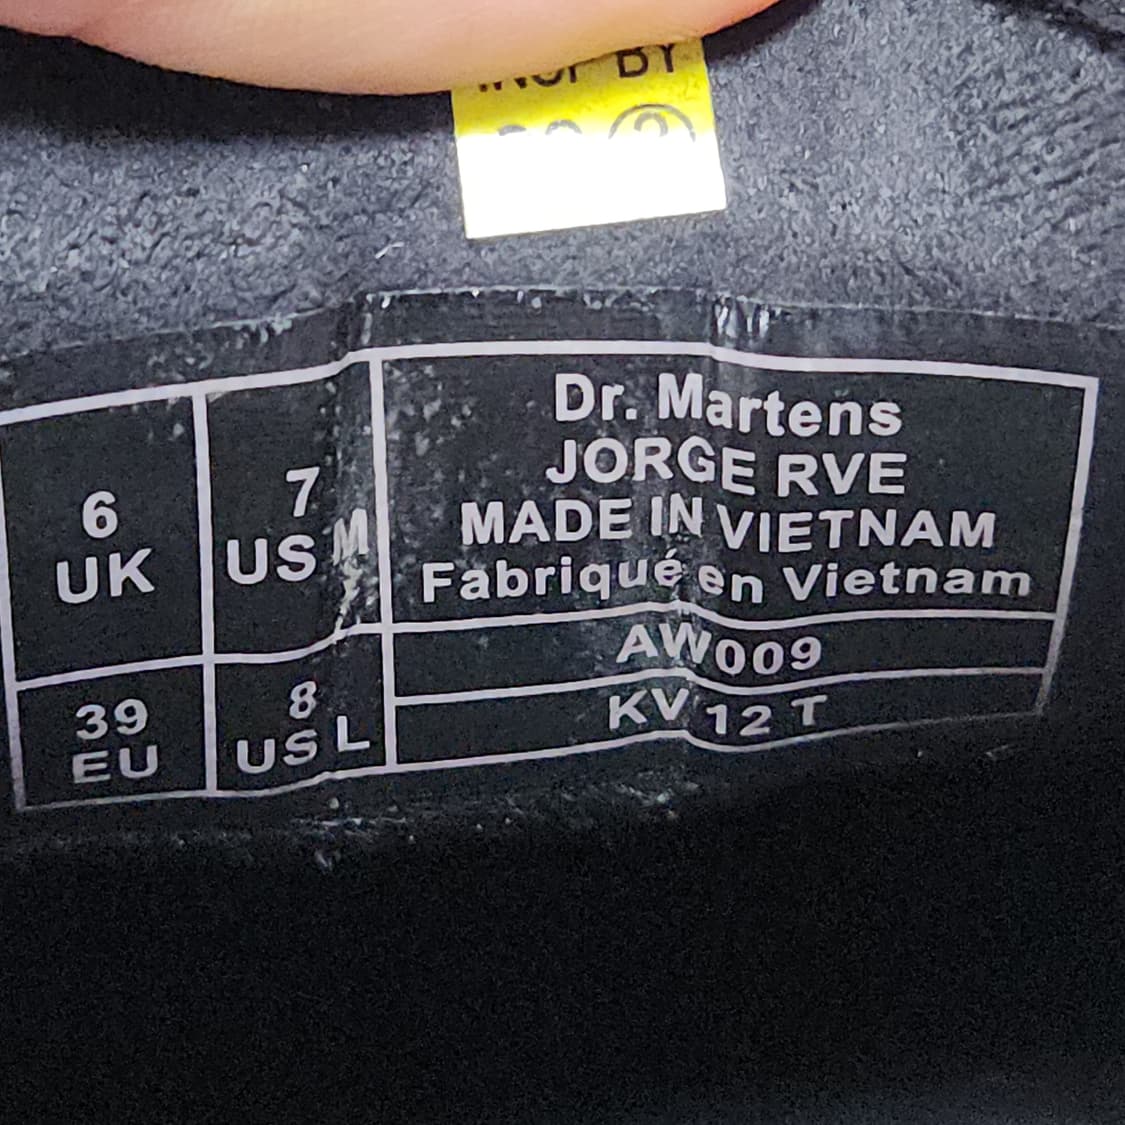 BY
6
UK
7
US M
39
EU
8
US L
Dr. Martens
JORGE RVE
MADE IN VIETNAM
Fabriqué en Vietnam
AW009
KV 12 T